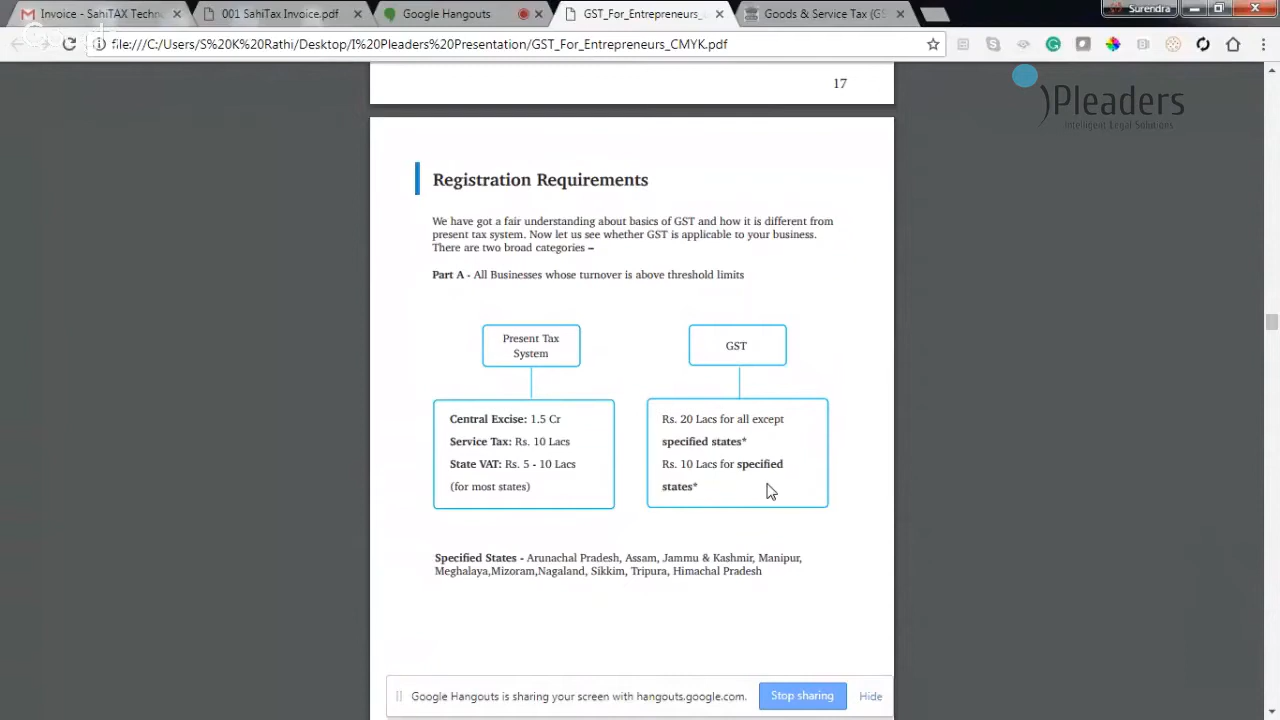 Invoice - SahiTAX Techn
001 SahiTax Invoice.pdf
Google Hangouts
GST_For_Entrepreneurs_
Goods & Service Tax (GS
Surendra
file:///C:/Users/S%20K%20Rathi/Desktop/I%20Pleaders%20Presentation/GST_For_Entrepreneurs_CMYK.pdf
iPleaders
Intelligent Legal Solutions
17
Registration Requirements
We have got a fair understanding about basics of GST and how it is different from
present tax system. Now let us see whether GST is applicable to your business.
There are two broad categories –
Part A - All Businesses whose turnover is above threshold limits
Present Tax
System
Central Excise: 1.5 Cr
Service Tax: Rs. 10 Lacs
State VAT: Rs. 5 - 10 Lacs
(for most states)
GST
Rs. 20 Lacs for all except
specified states*
Rs. 10 Lacs for specified
states*
Specified States - Arunachal Pradesh, Assam, Jammu & Kashmir, Manipur,
Meghalaya,Mizoram,Nagaland, Sikkim, Tripura, Himachal Pradesh
Google Hangouts is sharing your screen with hangouts.google.com.
Stop sharing
Hide